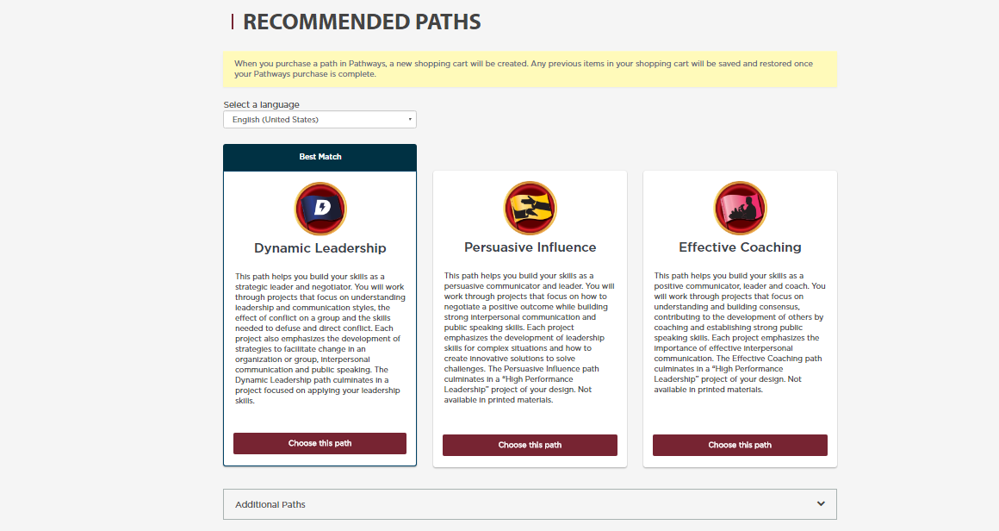 RECOMMENDED PATHS
When you purchase a path in Pathways, a new shopping cart will be created. Any previous items in your shopping cart will be saved and restored once
your Pathways purchase is complete.
Select a language
English (United States)
Best Match
D
Dynamic Leadership
This path helps you build your skills as a
strategic leader and negotiator. You will work
through projects that focus on understanding
leadership and communication styles, the
effect of conflict on a group and the skills
needed to defuse and direct conflict. Each
project also emphasizes the development of
strategies to facilitate change in an
organization or group, interpersonal
communication and public speaking. The
Dynamic Leadership path culminates in a
project focused on applying your leadership
skills.
Choose this path
Persuasive Influence
This path helps you build your skills as a
persuasive communicator and leader. You will
work through projects that focus on how to
negotiate a positive outcome while building
strong interpersonal communication and
public speaking skills. Each project
emphasizes the development of leadership
skills for complex situations and how to
create innovative solutions to solve
challenges. The Persuasive Influence path
culminates in a “High Performance
Leadership” project of your design. Not
available in printed materials.
Choose this path
Effective Coaching
This path helps you build your skills as a
positive communicator, leader and coach. You
will work through projects that focus on
understanding and building consensus,
contributing to the development of others by
coaching and establishing strong public
speaking skills. Each project emphasizes the
importance of effective interpersonal
communication. The Effective Coaching path
culminates in a “High Performance
Leadership” project of your design. Not
available in printed materials.
Choose this path
Additional Paths